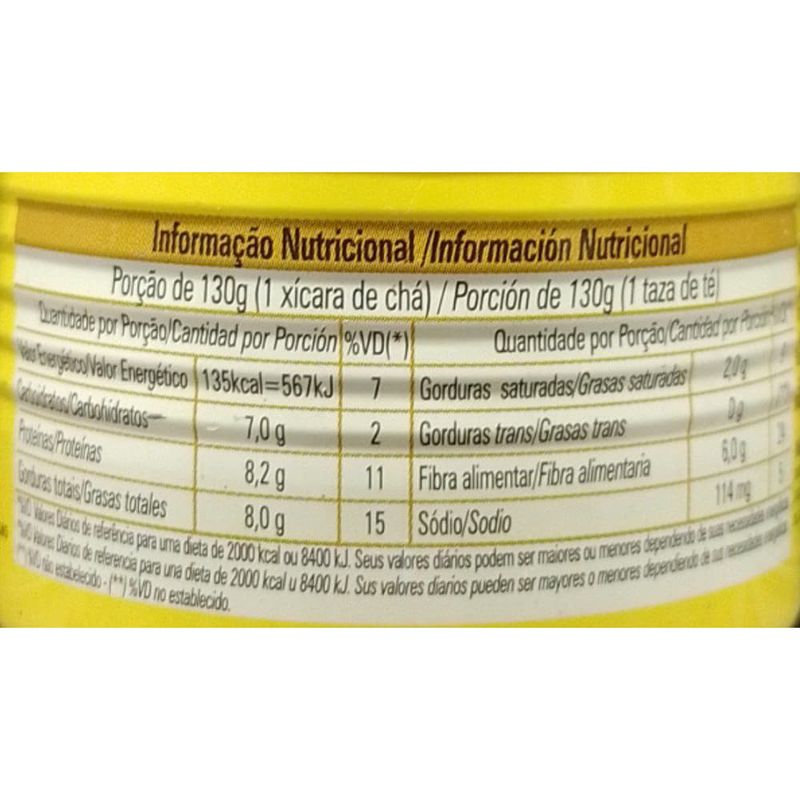 Informação Nutricional /Información Nutricional
Porção de 130g (1 xícara de chá) / Porción de 130g (1 taza de té)
Quantidade por Porção/Cantidad por Porción %VD(*) Quantidade por Porção/Cantidad por Porción
Valor Energético/Valor Energético 135kcal=567kJ 7 Gorduras saturadas/Grasas saturadas 2,0g
Carboidratos/Carbohidratos 7,0 g 2 Gorduras trans/Grasas trans 0g
Proteínas/Proteínas 8,2 g 11 Fibra alimentar/Fibra alimentaria 6,0g
Gorduras totais/Grasas totales 8,0 g 15 Sódio/Sodio 114 mg
*%VD Valores Diários de referência para uma dieta de 2000 kcal ou 8400 kJ. Seus valores diários podem ser maiores ou menores dependendo de suas necessidades
*%VD Valores Diarios de referencia para una dieta de 2000 kcal u 8400 kJ. Sus valores diarios pueden ser mayores o menores dependiendo de sus necesidades
(**) %VD não estabelecido - (**) %VD no establecido.